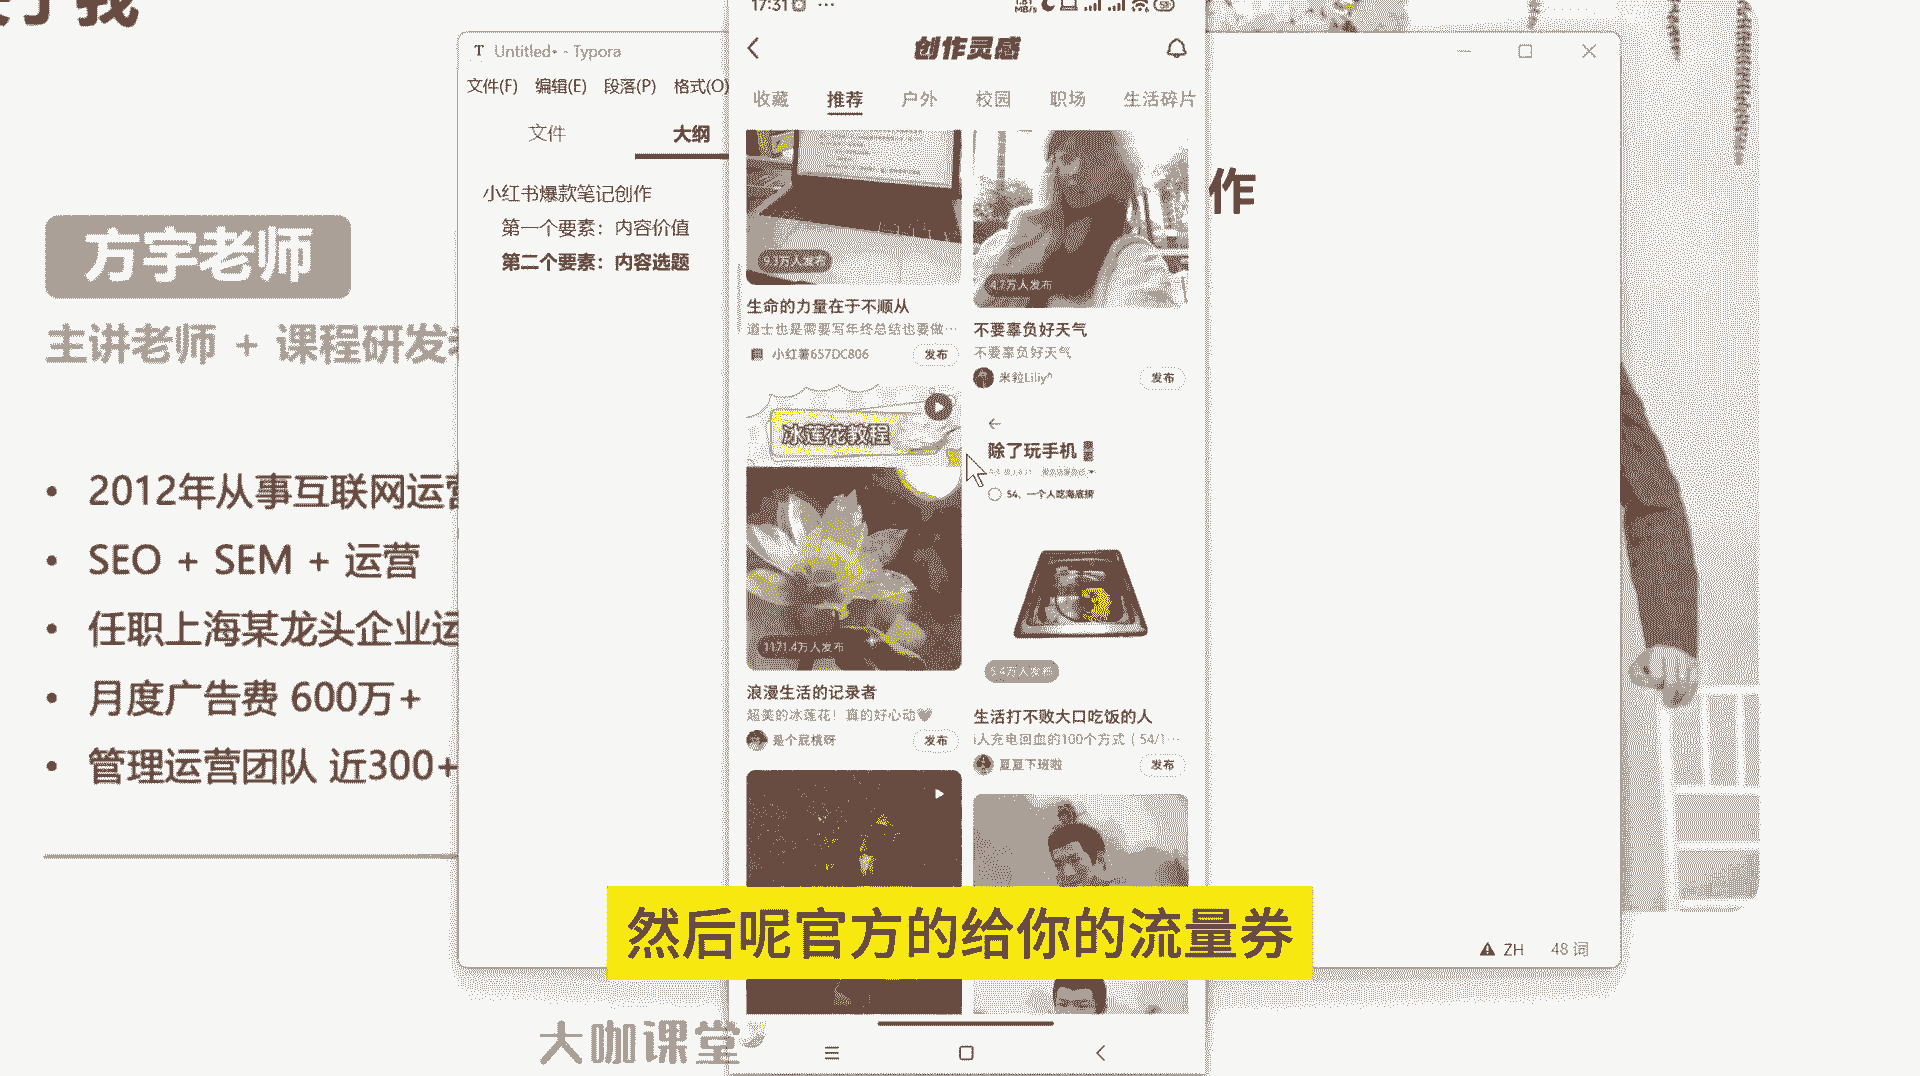 方宇老师
主讲老师 + 课程研发
• 2012年从事互联网运营
• SEO + SEM + 运营
• 任职上海某龙头企业运
• 月度广告费 600万+
• 管理运营团队 近300+
Untitled• - Typora
文件(F) 编辑(E) 段落(P) 格式(O)
文件 大纲
小红书爆款笔记创作
第一个要素：内容价值
第二个要素：内容选题
作
ZH 48 词
17:31
创作灵感
收藏 推荐 户外 校园 职场 生活碎片
9.3万人发布
生命的力量在于不顺从
道士也是需要写年终总结也要做…
小红薯657DC806 发布
4.7万人发布
不要辜负好天气
不要辜负好天气
米粒Liliy^ 发布
冰莲花教程
1171.4万人发布
浪漫生活的记录者
超美的冰莲花！真的好心动
是个屁桃呀 发布
除了玩手机
54、一个人吃海底捞
5.4万人发布
生活打不败大口吃饭的人
i人充电回血的100个方式（54/1…
夏夏下班啦 发布
然后呢官方的给你的流量券
大咖课堂